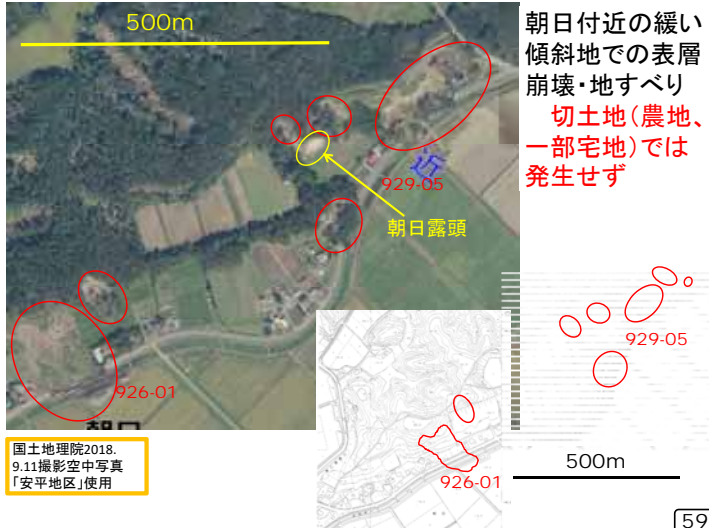 500m
朝日付近の緩い
傾斜地での表層
崩壊・地すべり
切土地(農地、
一部宅地)では
発生せず
近
929-05
朝日露頭
926-01
朝日
国土地理院2018.
9.11撮影空中写真
「安平地区」使用
929-05
926-01
500m
59